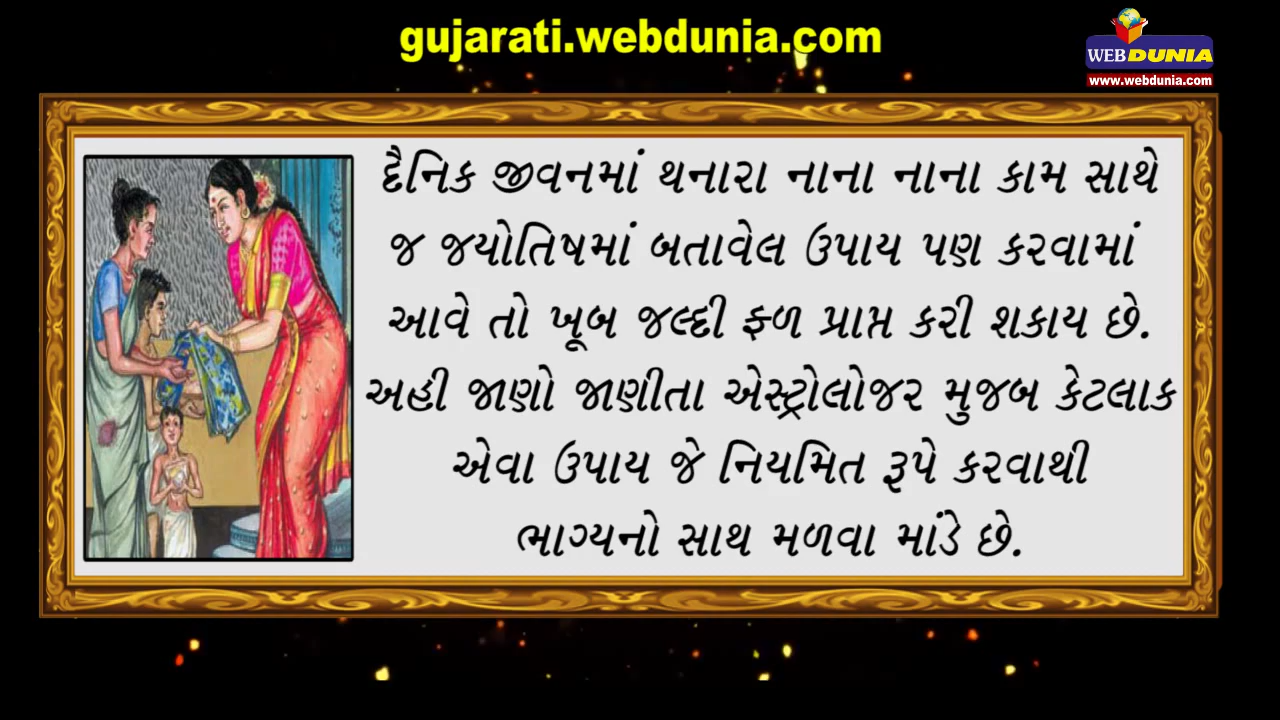 gujarati.webdunia.com
WEBDUNIA
www.webdunia.com
દૈનિક જીવનમાં થનારા નાના નાના કામ સાથે
જ જયોતિષમાં બતાવેલ ઉપાય પણ કરવામાં
આવે તો ખૂબ જલ્દી ફળ પ્રાપ્ત કરી શકાય છે.
અહી જાણો જાણીતા એસ્ટ્રોલોજર મુજબ કેટલાક
એવા ઉપાય જે નિયમિત રૂપે કરવાથી
ભાગ્યનો સાથ મળવા માંડે છે.